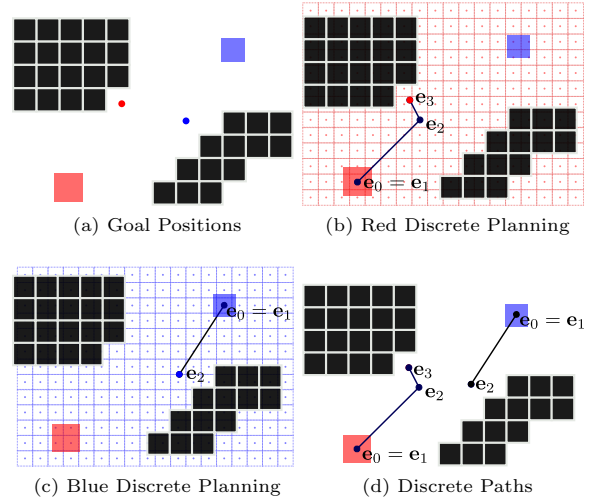 e3
e2
e0 = e1
(a) Goal Positions
(b) Red Discrete Planning
e0 = e1
e2
(c) Blue Discrete Planning
e0 = e1
e3
e2
e2
e0 = e1
(d) Discrete Paths